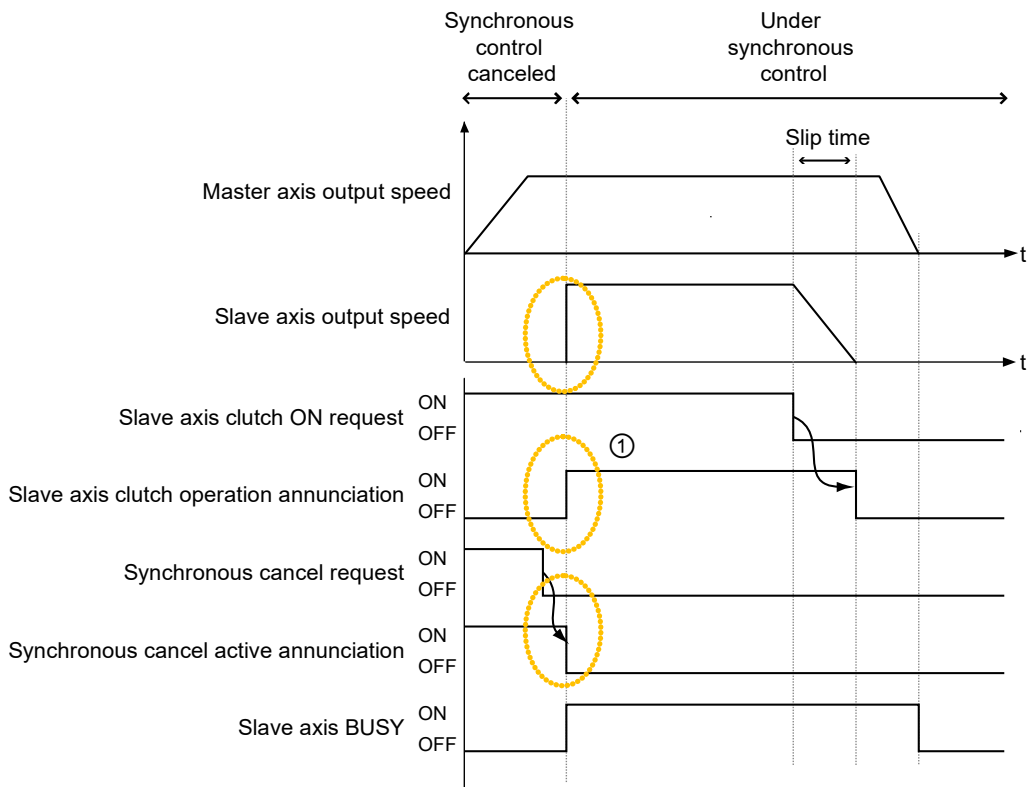 Synchronous
control
canceled
Under
synchronous
control
Slip time
Master axis output speed
t
Slave axis output speed
t
Slave axis clutch ON request
ON
OFF
①
Slave axis clutch operation annunciation
ON
OFF
Synchronous cancel request
ON
OFF
Synchronous cancel active annunciation
ON
OFF
Slave axis BUSY
ON
OFF